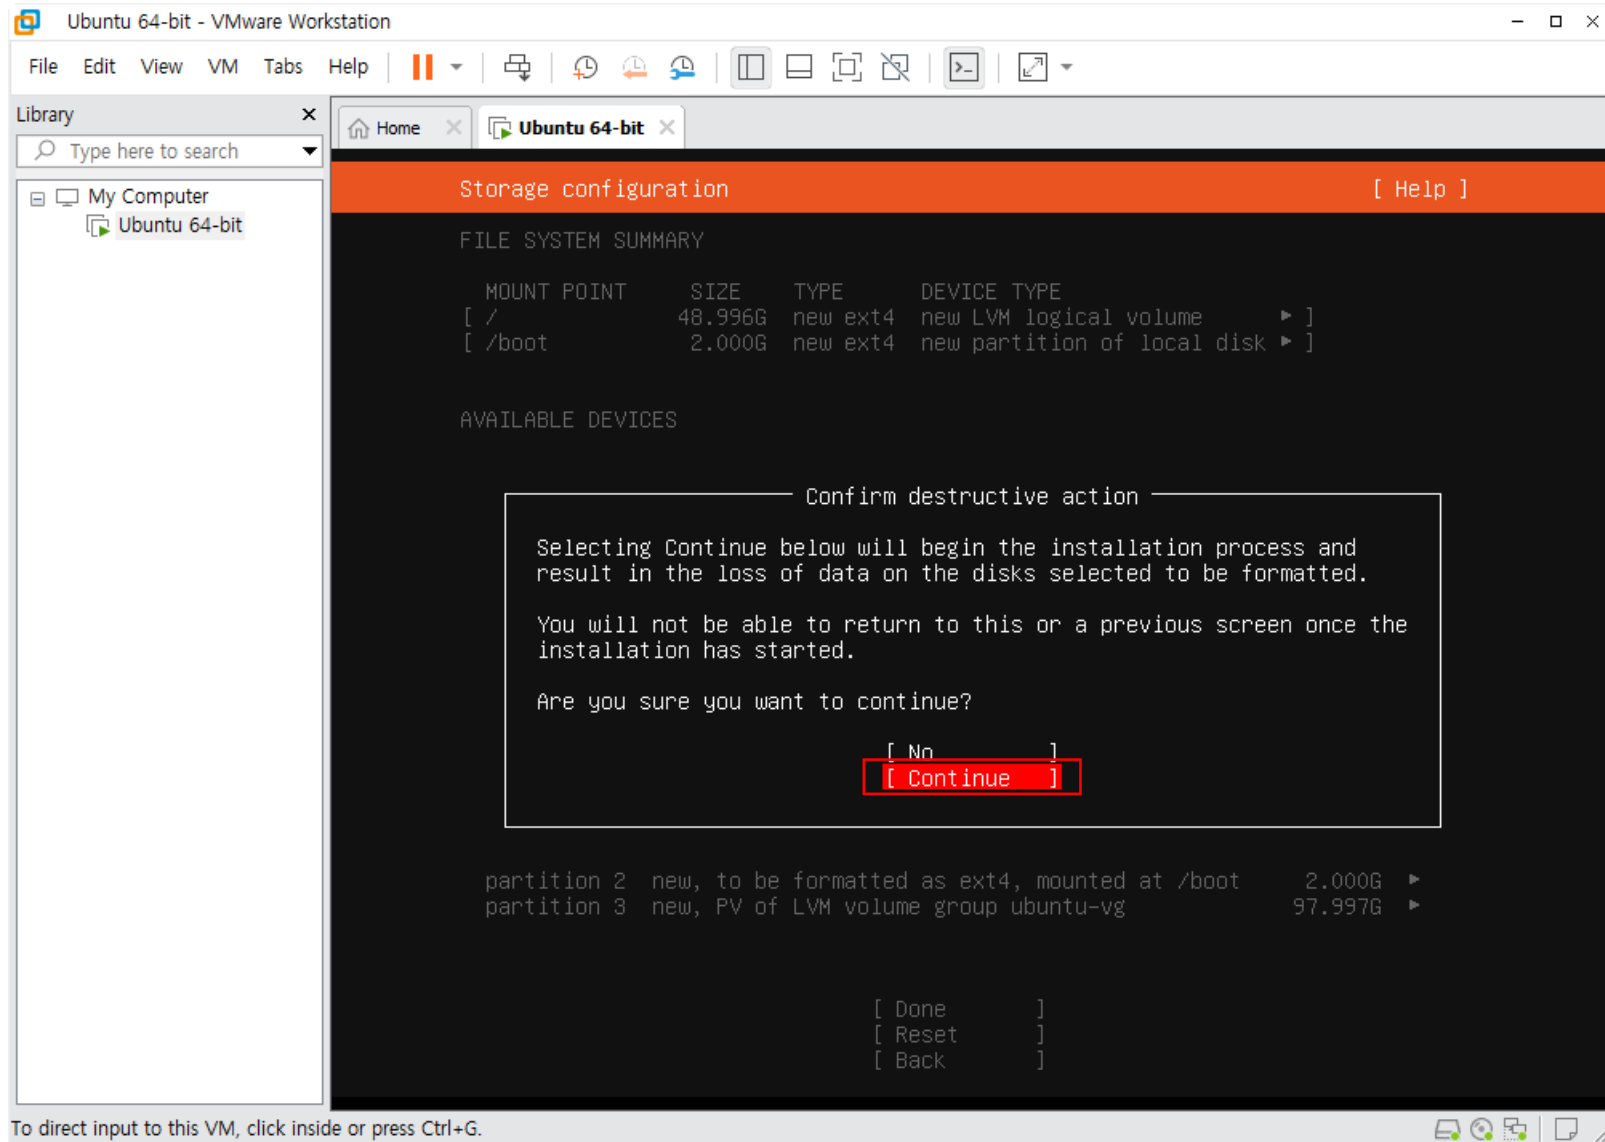 Ubuntu 64-bit - VMware Workstation
File Edit View VM Tabs Help
Library
Type here to search
My Computer
Ubuntu 64-bit
Home
Ubuntu 64-bit
Storage configuration [ Help ]
FILE SYSTEM SUMMARY
MOUNT POINT SIZE TYPE DEVICE TYPE
[ / 48.996G new ext4 new LVM logical volume ▸ ]
[ /boot 2.000G new ext4 new partition of local disk ▸ ]
AVAILABLE DEVICES
Confirm destructive action
Selecting Continue below will begin the installation process and
result in the loss of data on the disks selected to be formatted.
You will not be able to return to this or a previous screen once the
installation has started.
Are you sure you want to continue?
[ No ]
[ Continue ]
partition 2 new, to be formatted as ext4, mounted at /boot 2.000G ▸
partition 3 new, PV of LVM volume group ubuntu-vg 97.997G ▸
[ Done ]
[ Reset ]
[ Back ]
To direct input to this VM, click inside or press Ctrl+G.